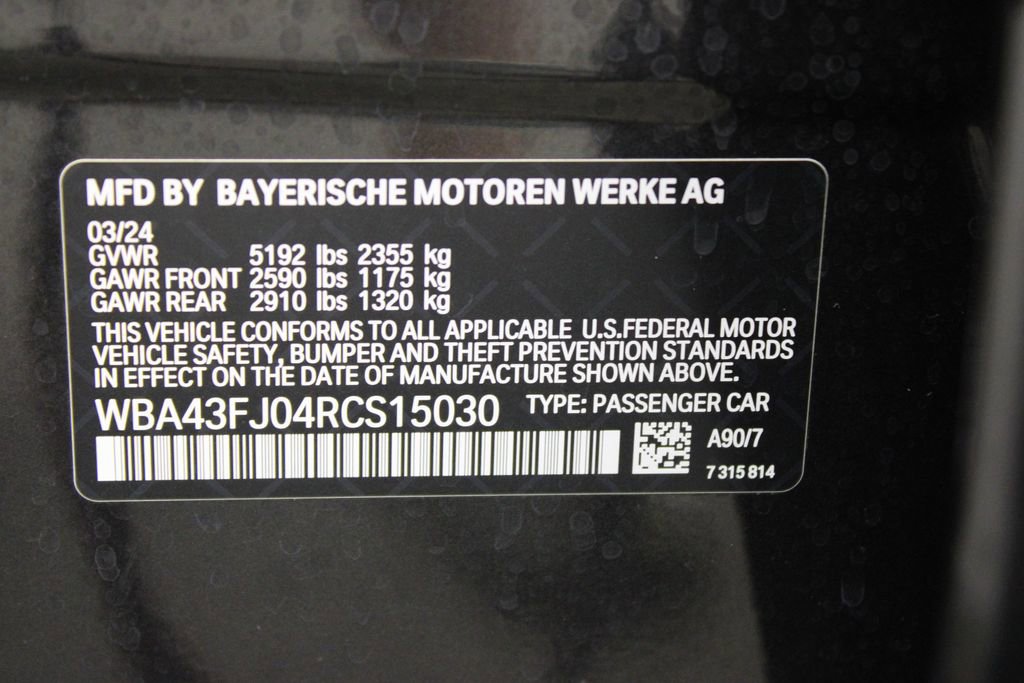 MFD BY BAYERISCHE MOTOREN WERKE AG
03/24
GVWR 5192 lbs 2355 kg
GAWR FRONT 2590 lbs 1175 kg
GAWR REAR 2910 lbs 1320 kg
THIS VEHICLE CONFORMS TO ALL APPLICABLE U.S.FEDERAL MOTOR
VEHICLE SAFETY, BUMPER AND THEFT PREVENTION STANDARDS
IN EFFECT ON THE DATE OF MANUFACTURE SHOWN ABOVE.
WBA43FJ04RCS15030 TYPE: PASSENGER CAR
A90/7
7 315 814